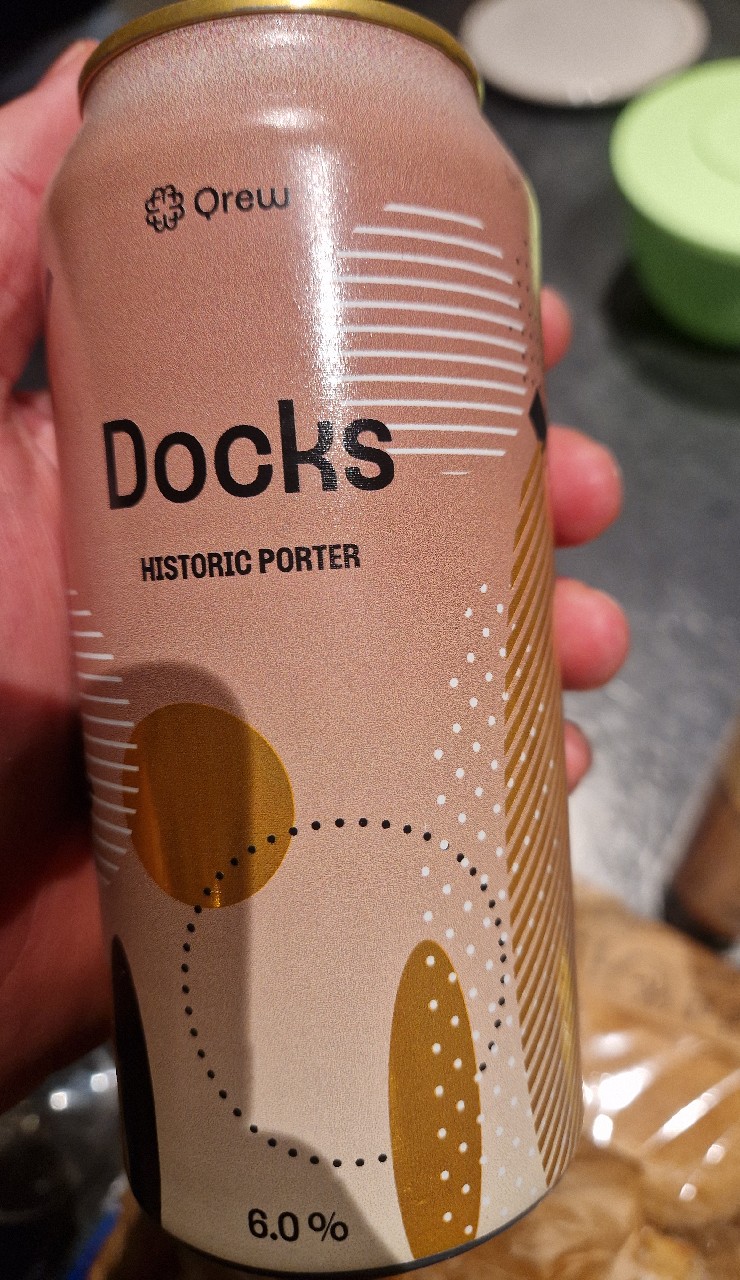 Qrew
Docks
HISTORIC PORTER
6.0 %